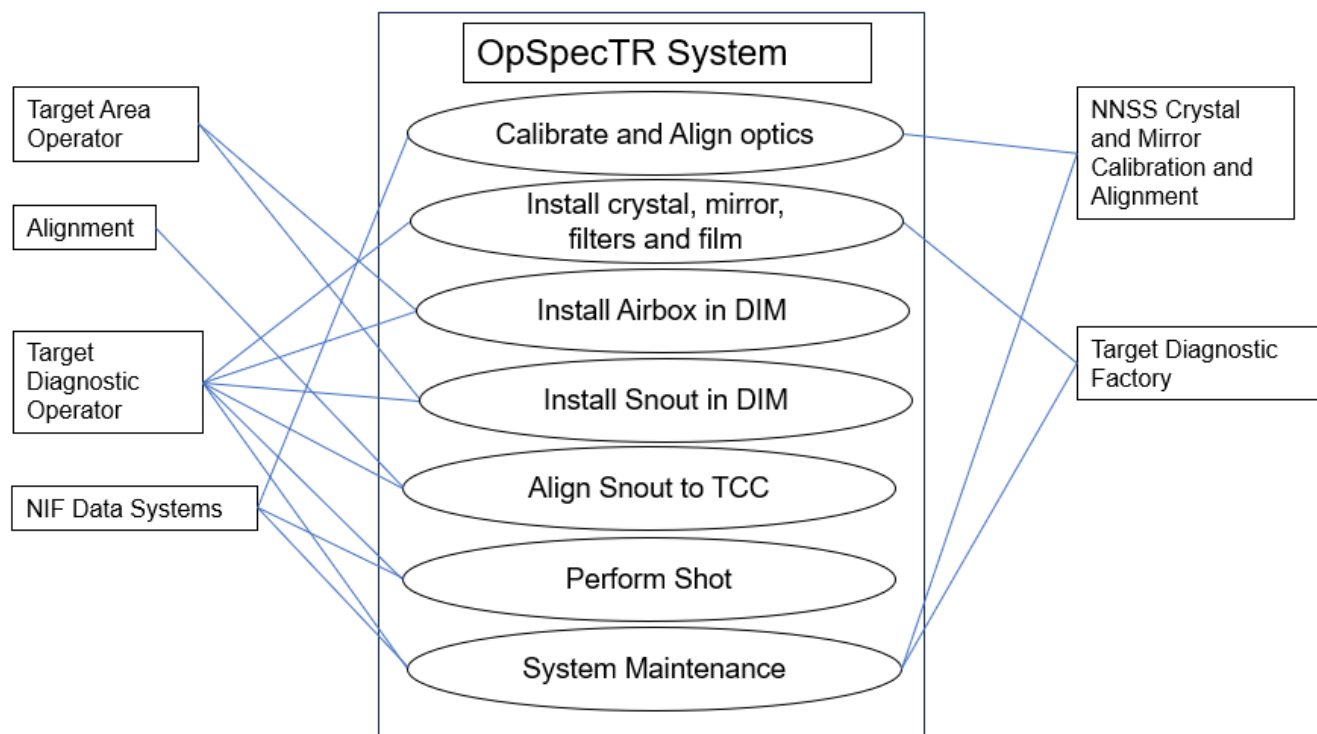 OpSpecTR System
Target Area
Operator
Alignment
Target
Diagnostic
Operator
NIF Data Systems
Calibrate and Align optics
Install crystal, mirror,
filters and film
Install Airbox in DIM
Install Snout in DIM
Align Snout to TCC
Perform Shot
System Maintenance
NNSS Crystal
and Mirror
Calibration and
Alignment
Target Diagnostic
Factory